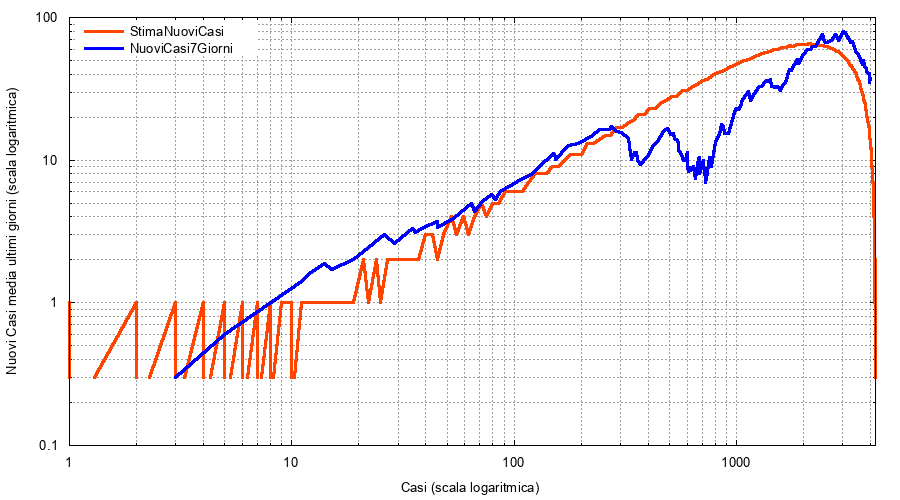 100
StimaNuoviCasi
NuoviCasi7Giorni
10
1
0.1
Nuovi Casi media ultimi giorni (scala logaritmica)
1
10
100
1000
Casi (scala logaritmica)